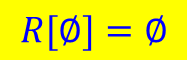 R[∅] = ∅